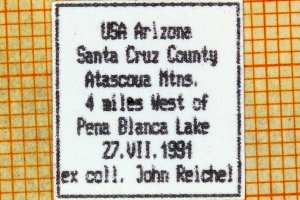 USA Arizona
Santa Cruz County
Atascoua Mtns.
4 miles West of
Pena Blanca Lake
27.VII.1991
ex coll. John Reichel